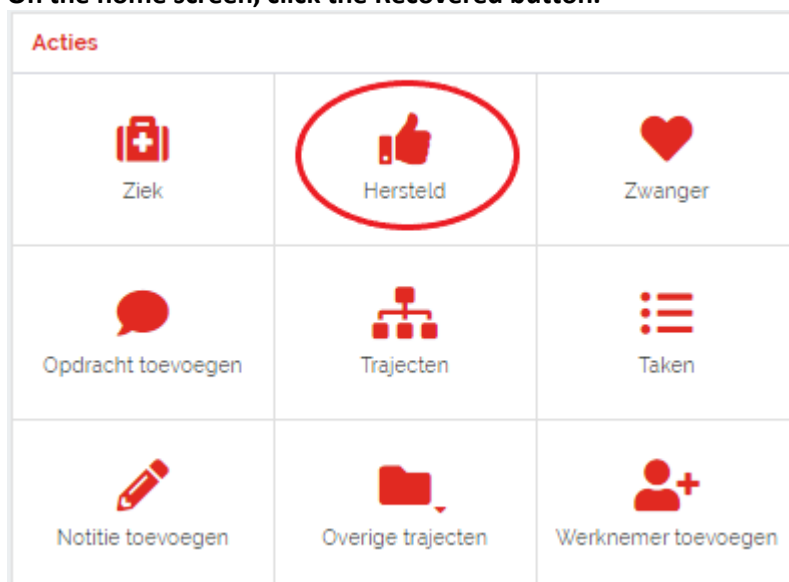 On the home screen, click the Recovered button.
Acties
Ziek
Hersteld
Zwanger
Opdracht toevoegen
Trajecten
Taken
Notitie toevoegen
Overige trajecten
Werknemer toevoegen